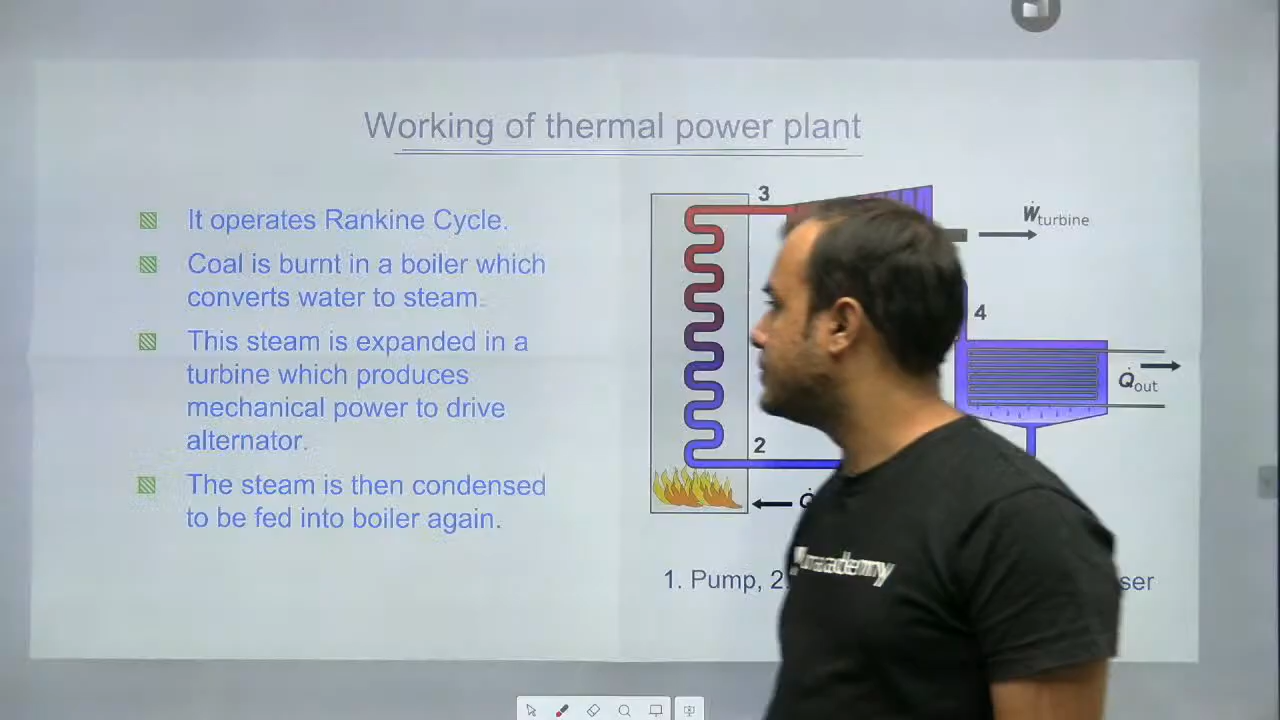 Working of thermal power plant
It operates Rankine Cycle.
Coal is burnt in a boiler which
converts water to steam.
This steam is expanded in a
turbine which produces
mechanical power to drive
alternator.
The steam is then condensed
to be fed into boiler again.
3
Ẇturbine
4
Q̇out
2
1. Pump, 2.